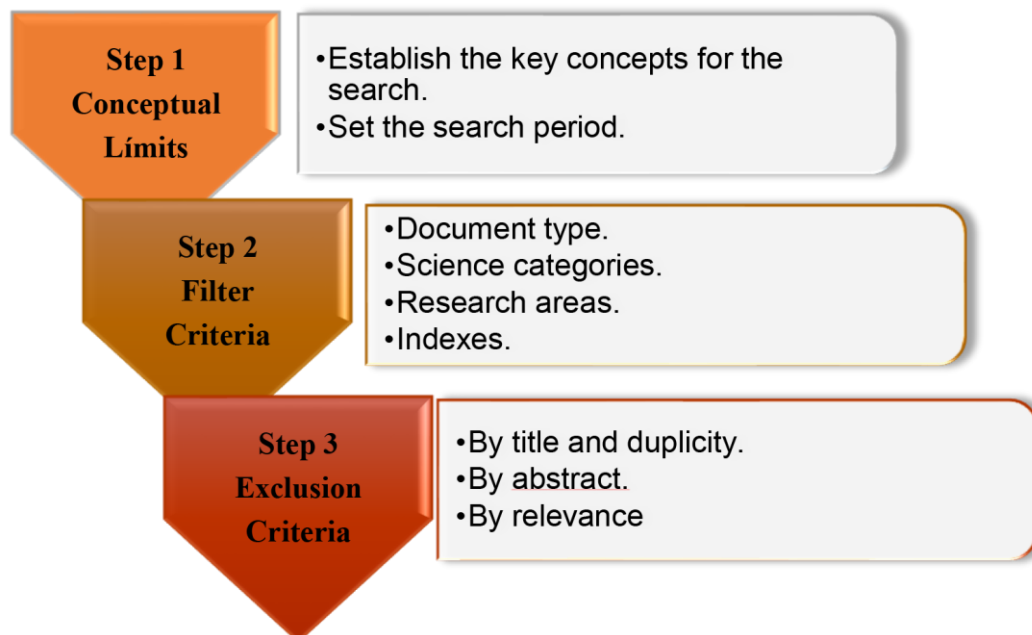 Step 1
Conceptual
Límits
•Establish the key concepts for the
search.
•Set the search period.
Step 2
Filter
Criteria
•Document type.
•Science categories.
•Research areas.
•Indexes.
Step 3
Exclusion
Criteria
•By title and duplicity.
•By abstract.
•By relevance